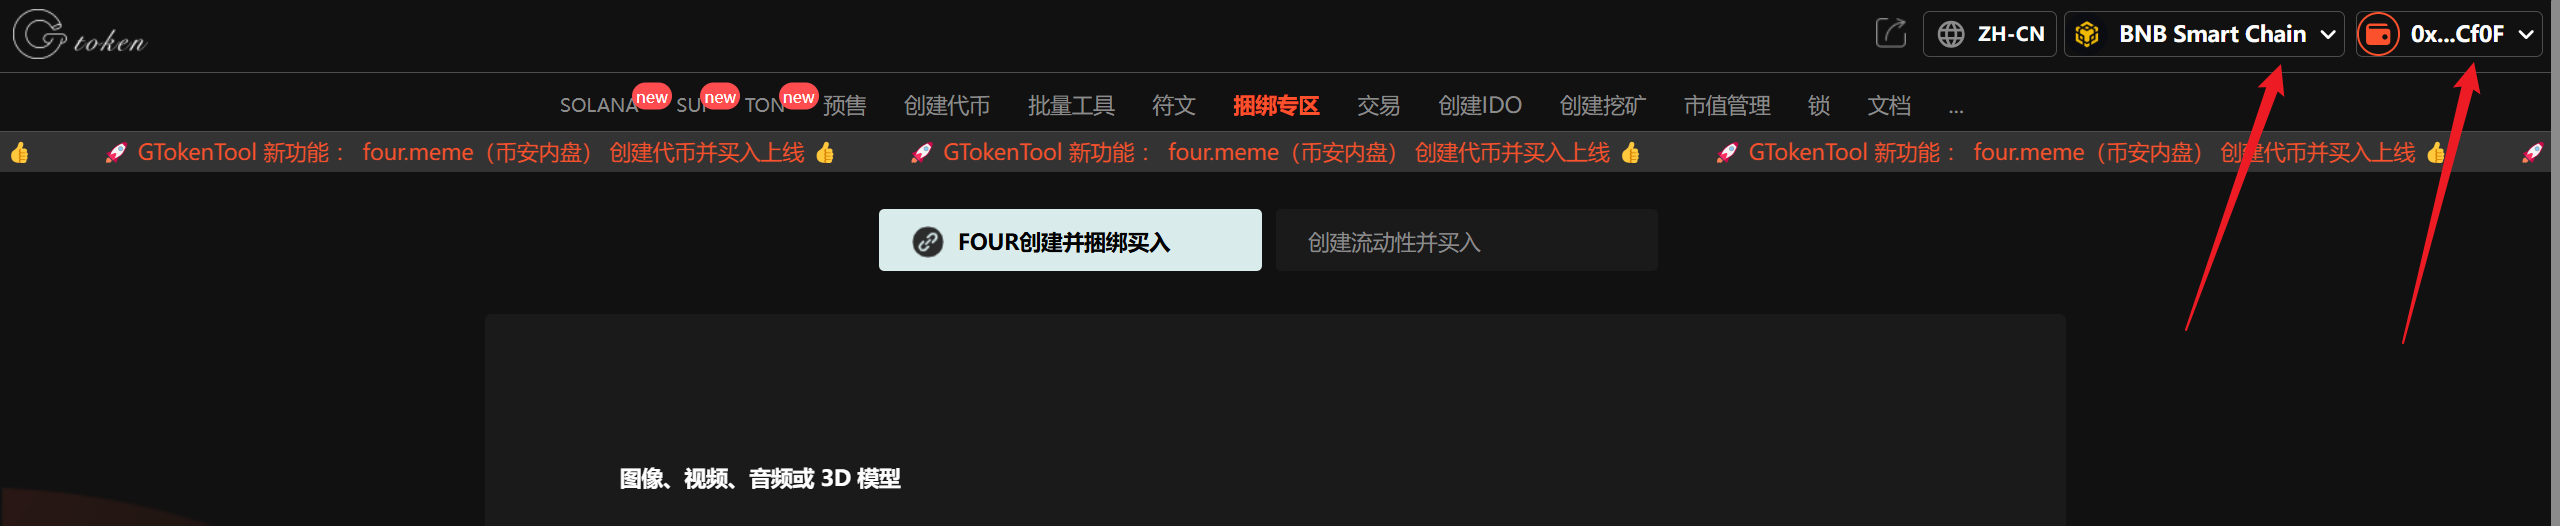 Gtoken
ZH-CN BNB Smart Chain 0x...Cf0F
SOLANA new SUI new TON new 预售 创建代币 批量工具 符文 捆绑专区 交易 创建IDO 创建挖矿 市值管理 锁 文档 ...
👍 🚀 GTokenTool 新功能： four.meme（币安内盘） 创建代币并买入上线 👍 🚀 GTokenTool 新功能： four.meme（币安内盘） 创建代币并买入上线 👍 🚀 GTokenTool 新功能： four.meme（币安内盘） 创建代币并买入上线 👍 🚀
FOUR创建并捆绑买入 创建流动性并买入
图像、视频、音频或 3D 模型